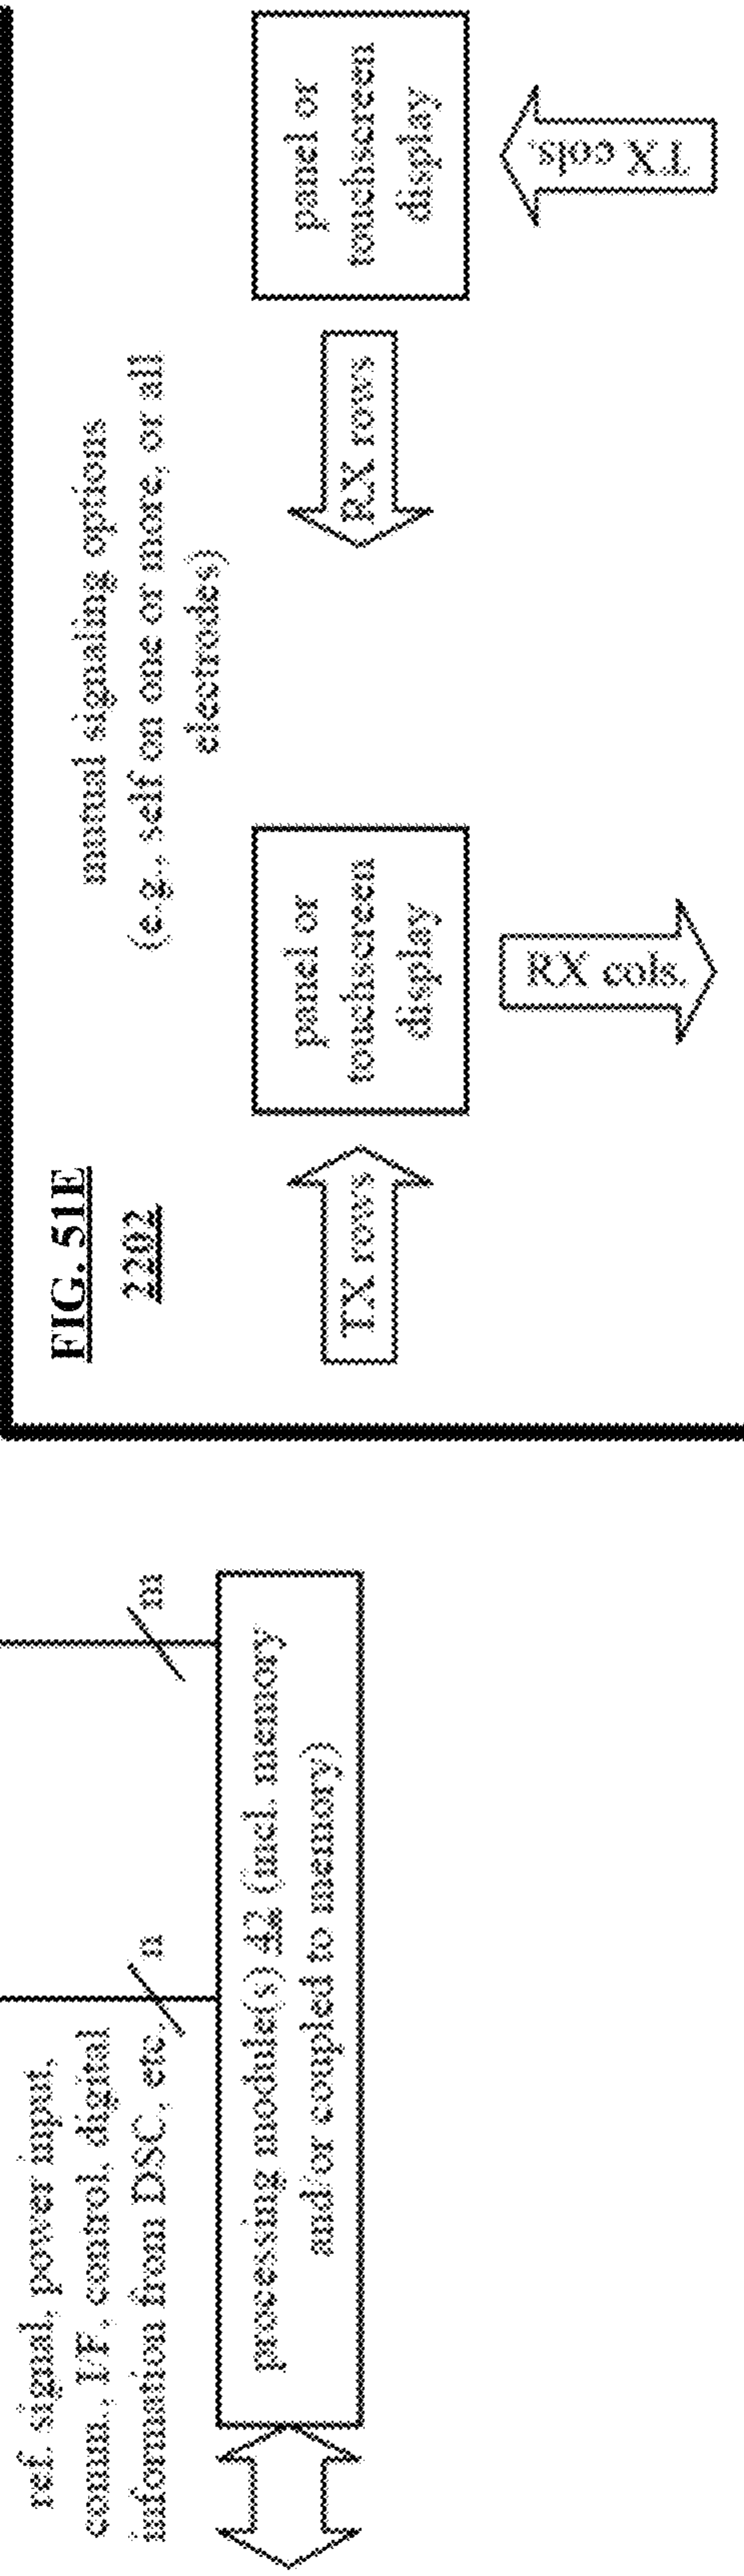 ref. signal, power input,
comm., I/F, control, digital
information from DSC, etc.
n
m
processing module(s) 42 (incl. memory
and/or coupled to memory)
FIG. 51E
2202
mutual signaling options
(e.g., self on one or more, or all
electrodes)
TX rows
panel or
touchscreen
display
RX cols.
RX rows
panel or
touchscreen
display
TX cols.